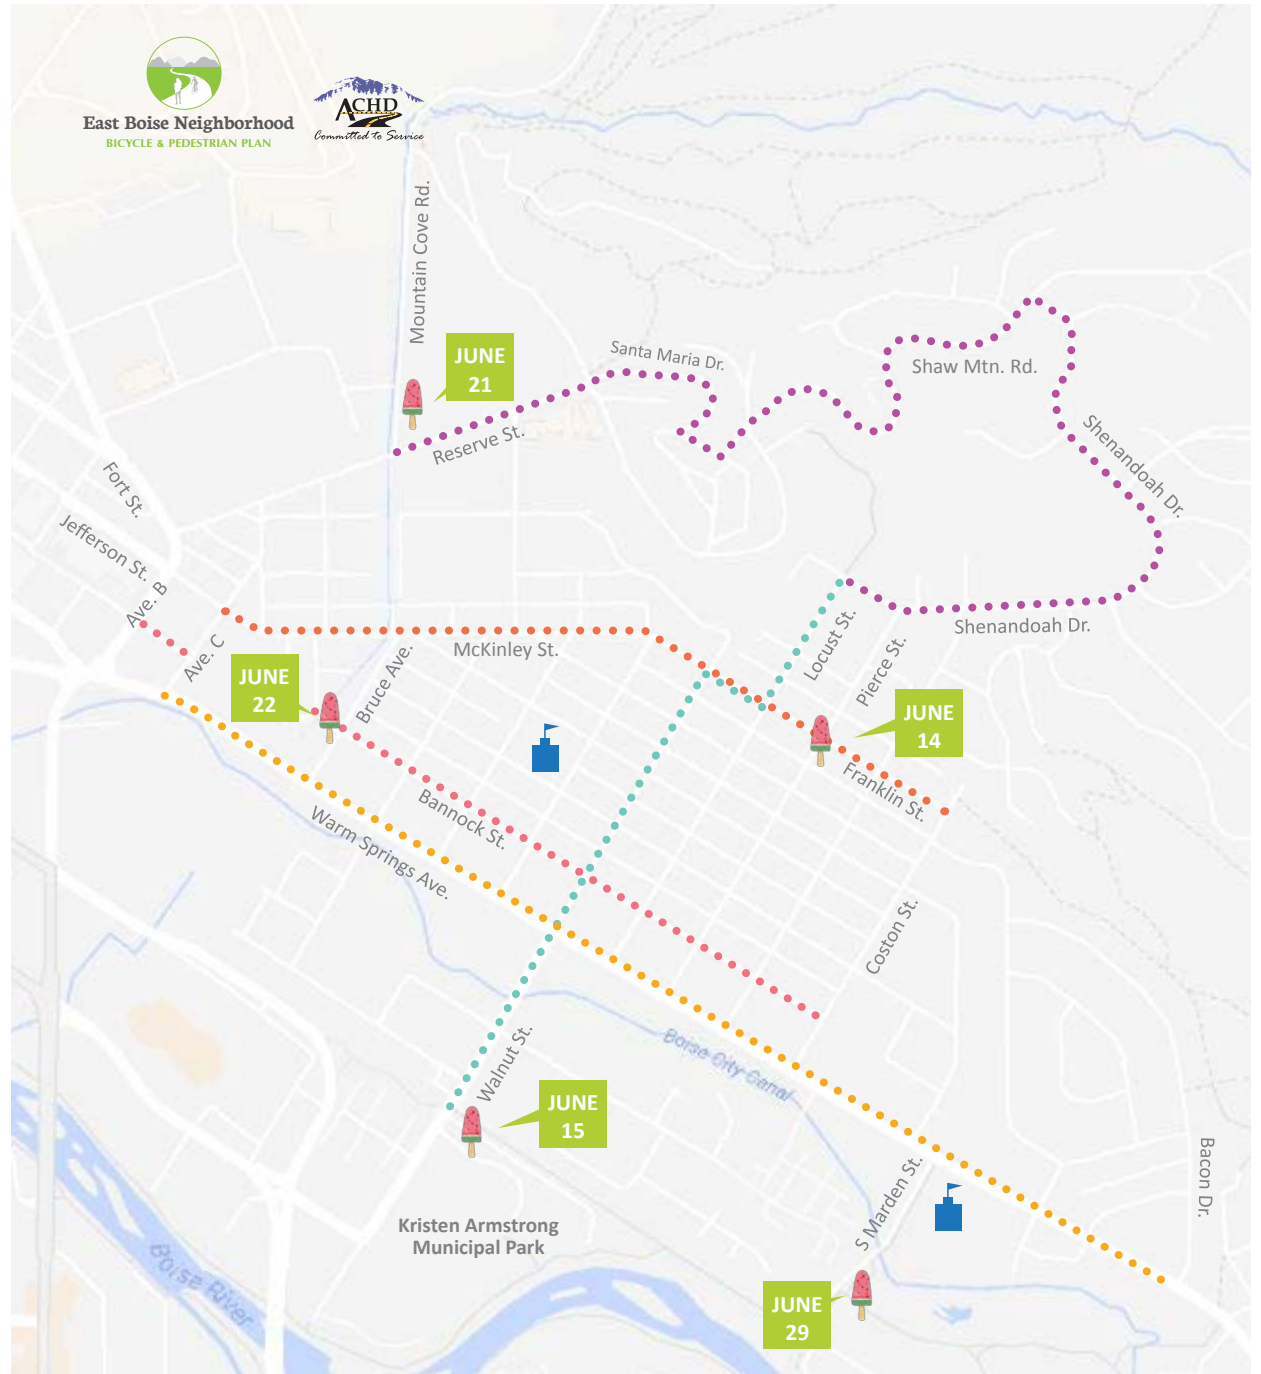 East Boise Neighborhood
BICYCLE & PEDESTRIAN PLAN
ACHD
Committed to Service
Mountain Cove Rd.
JUNE
21
Santa Maria Dr.
Shaw Mtn. Rd.
Reserve St.
Shenandoah Dr.
Fort St.
Jefferson St.
Ave. B
Ave. C
McKinley St.
Locust St.
Shenandoah Dr.
Pierce St.
JUNE
22
Bruce Ave.
JUNE
14
Franklin St.
Bannock St.
Warm Springs Ave.
Coston St.
Walnut St.
Boise City Canal
JUNE
15
S Marden St.
Bacon Dr.
Kristen Armstrong
Municipal Park
Boise River
JUNE
29